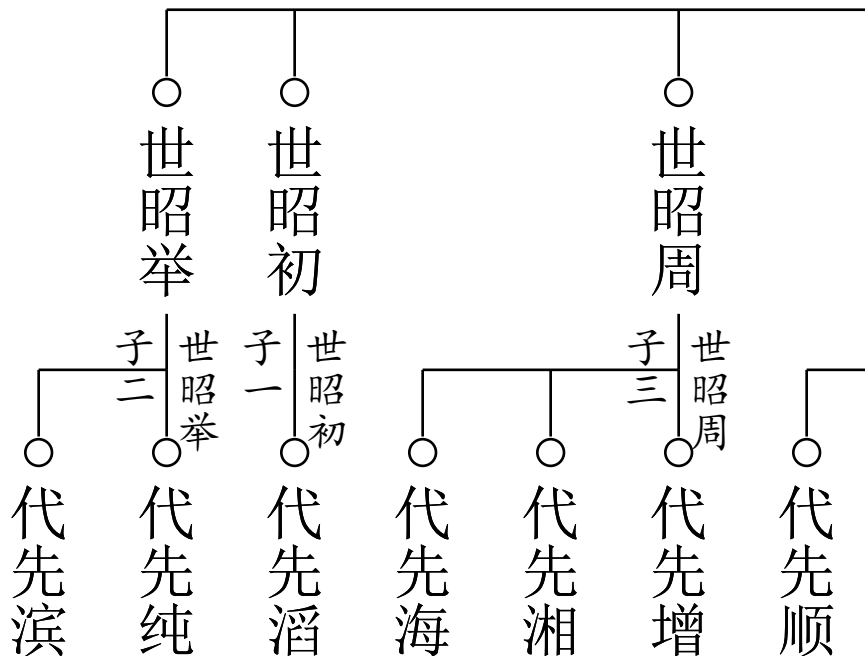 世昭周
世昭初
世昭举
世昭周
子三
世昭初
子一
世昭举
子二
代先顺
代先增
代先湘
代先海
代先滔
代先纯
代先滨